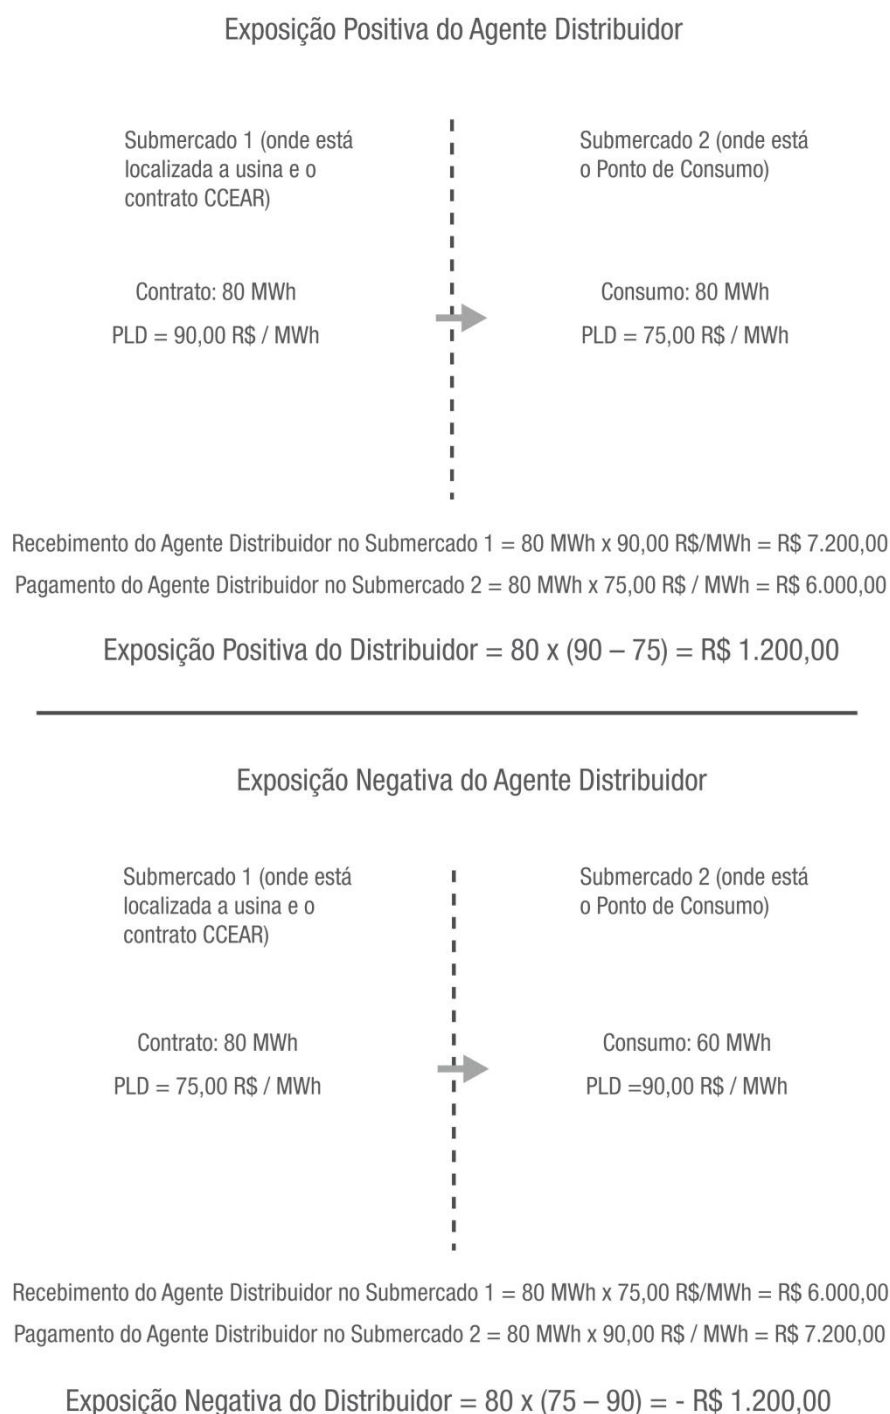 Exposição Positiva do Agente Distribuidor
Submercado 1 (onde está
localizada a usina e o
contrato CCEAR)
Submercado 2 (onde está
o Ponto de Consumo)
Contrato: 80 MWh
PLD = 90,00 R$ / MWh
Consumo: 80 MWh
PLD = 75,00 R$ / MWh
Recebimento do Agente Distribuidor no Submercado 1 = 80 MWh x 90,00 R$/MWh = R$ 7.200,00
Pagamento do Agente Distribuidor no Submercado 2 = 80 MWh x 75,00 R$ / MWh = R$ 6.000,00
Exposição Positiva do Distribuidor = 80 x (90 – 75) = R$ 1.200,00
Exposição Negativa do Agente Distribuidor
Submercado 1 (onde está
localizada a usina e o
contrato CCEAR)
Submercado 2 (onde está
o Ponto de Consumo)
Contrato: 80 MWh
PLD = 75,00 R$ / MWh
Consumo: 60 MWh
PLD =90,00 R$ / MWh
Recebimento do Agente Distribuidor no Submercado 1 = 80 MWh x 75,00 R$/MWh = R$ 6.000,00
Pagamento do Agente Distribuidor no Submercado 2 = 80 MWh x 90,00 R$ / MWh = R$ 7.200,00
Exposição Negativa do Distribuidor = 80 x (75 – 90) = - R$ 1.200,00